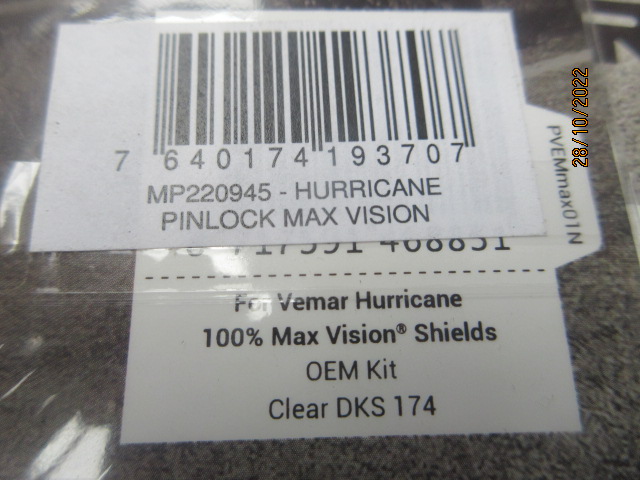 7 640174 193707
MP220945 - HURRICANE
PINLOCK MAX VISION
For Vemar Hurricane
100% Max Vision® Shields
OEM Kit
Clear DKS 174
PVEMmax01N
28/10/2022